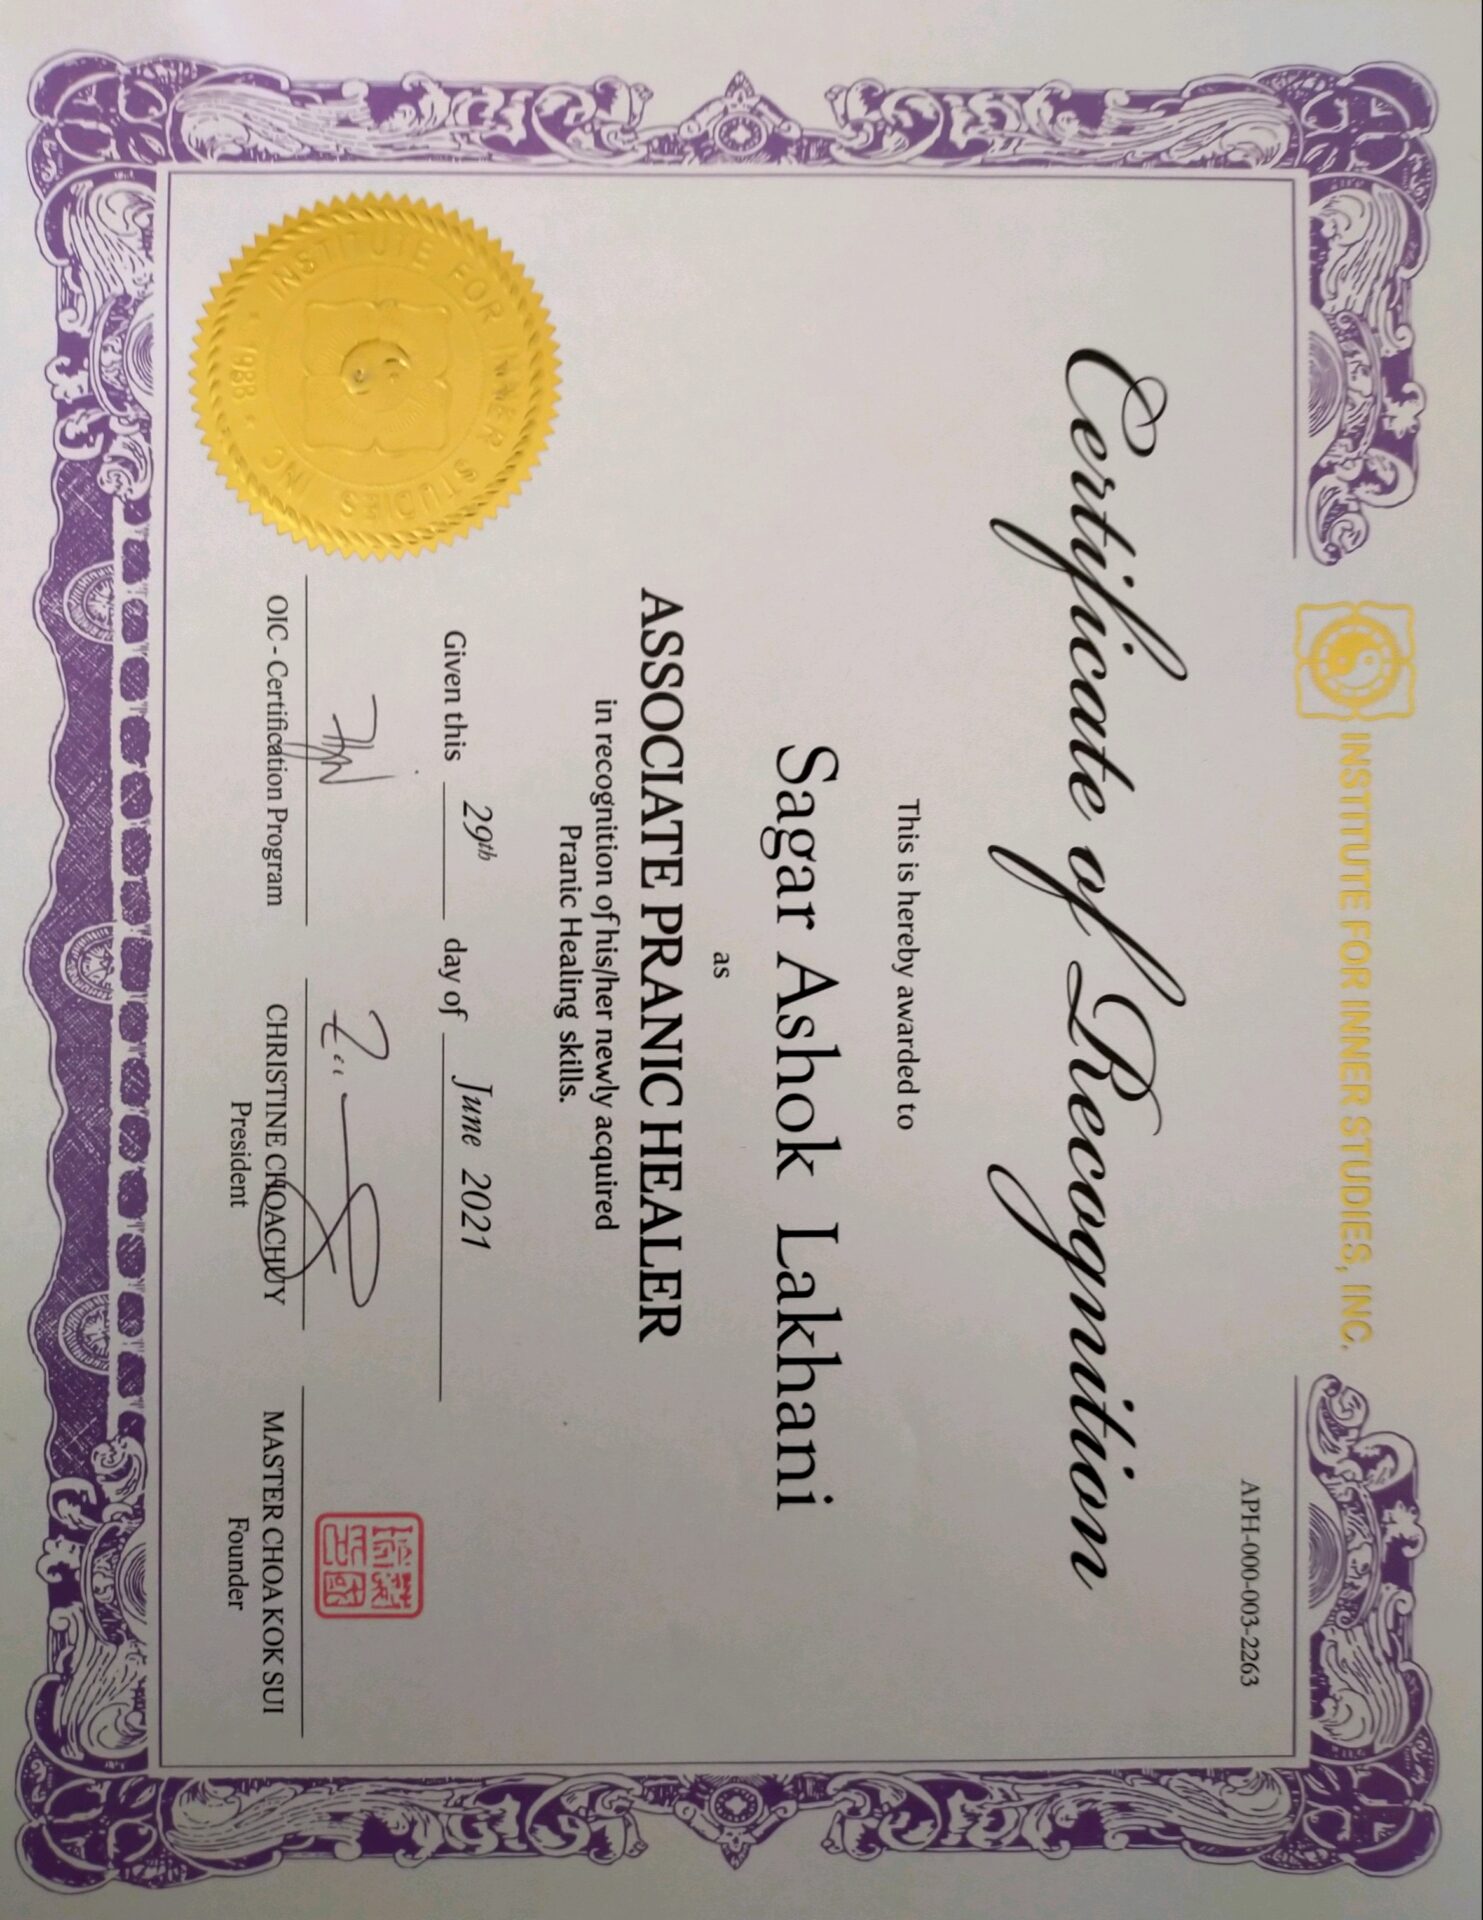 INSTITUTE FOR INNER STUDIES, INC.
APH-000-003-2263
Certificate of Recognition
This is hereby awarded to
Sagar Ashok Lakhani
as
ASSOCIATE PRANIC HEALER
in recognition of his/her newly acquired
Pranic Healing skills.
Given this 29th day of June 2021
INSTITUTE FOR INNER STUDIES INC
1988
OIC - Certification Program
CHRISTINE CHOACHUY
President
MASTER CHOA KOK SUI
Founder